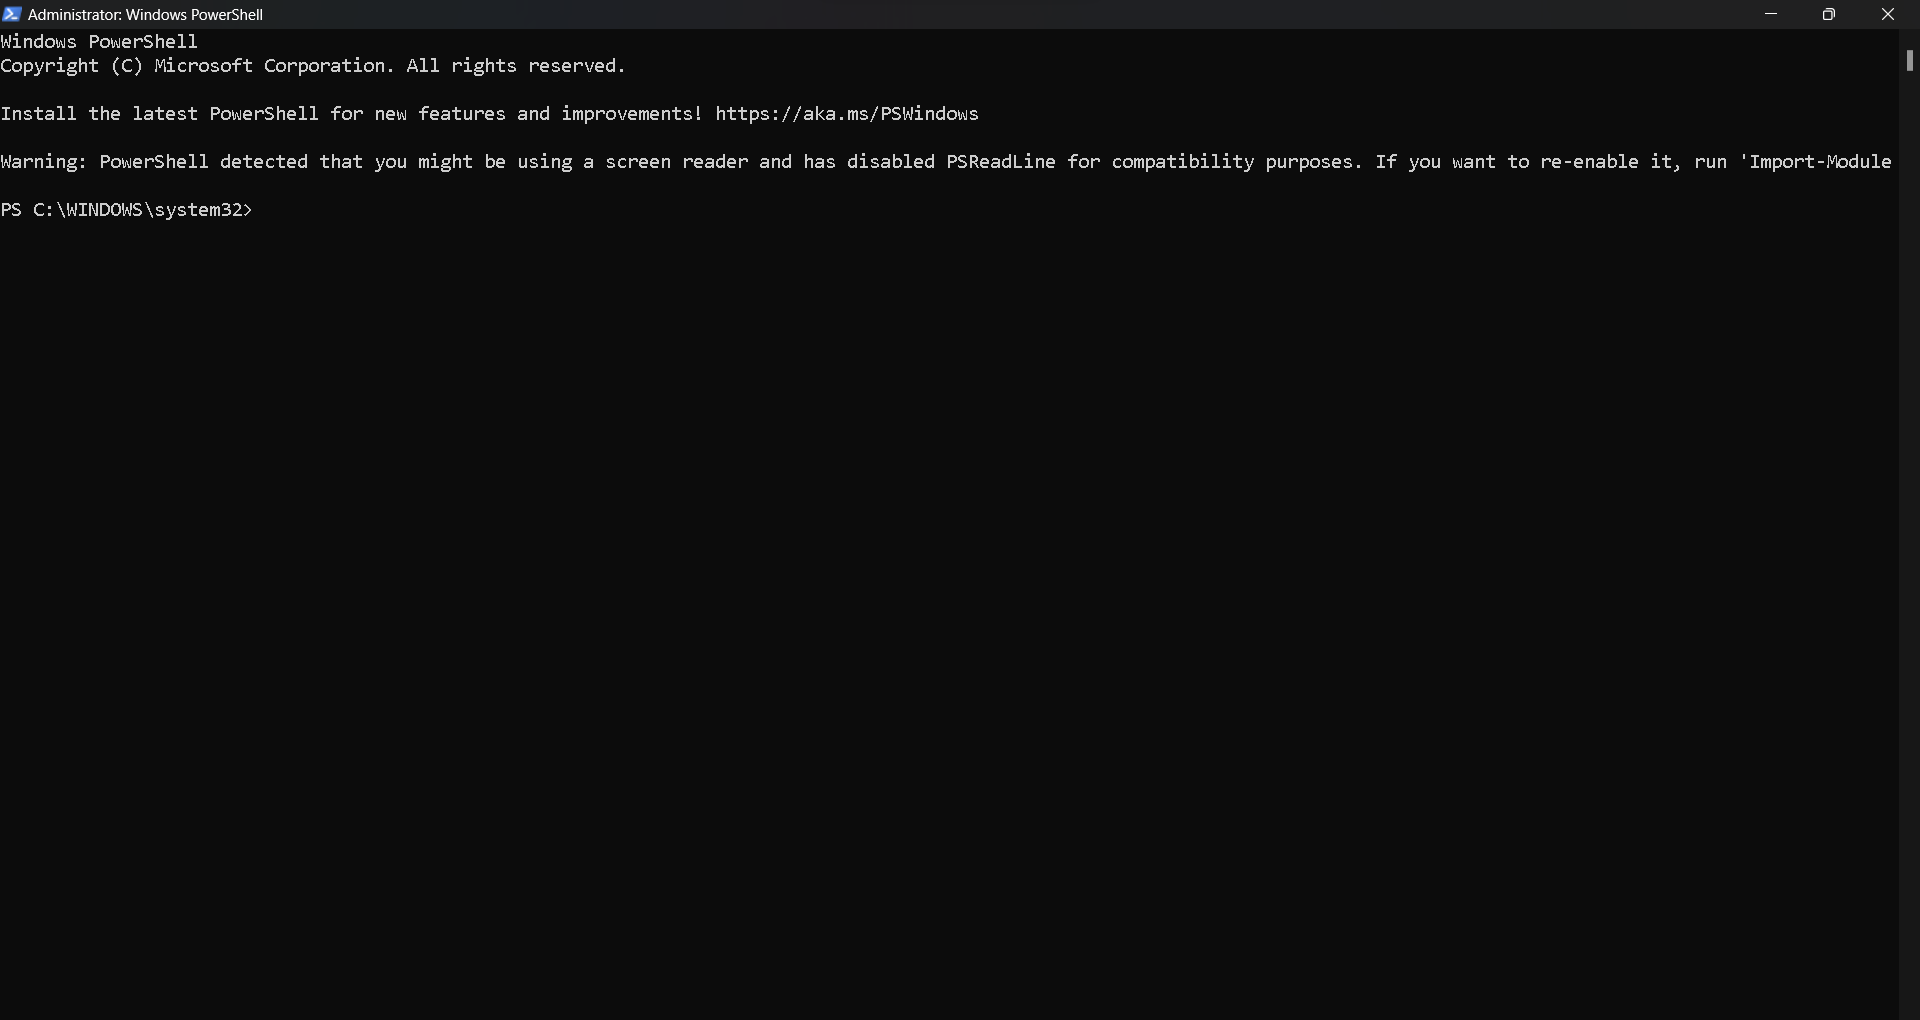 Administrator: Windows PowerShell
Windows PowerShell
Copyright (C) Microsoft Corporation. All rights reserved.
Install the latest PowerShell for new features and improvements! https://aka.ms/PSWindows
Warning: PowerShell detected that you might be using a screen reader and has disabled PSReadLine for compatibility purposes. If you want to re-enable it, run 'Import-Module
PS C:\WINDOWS\system32>